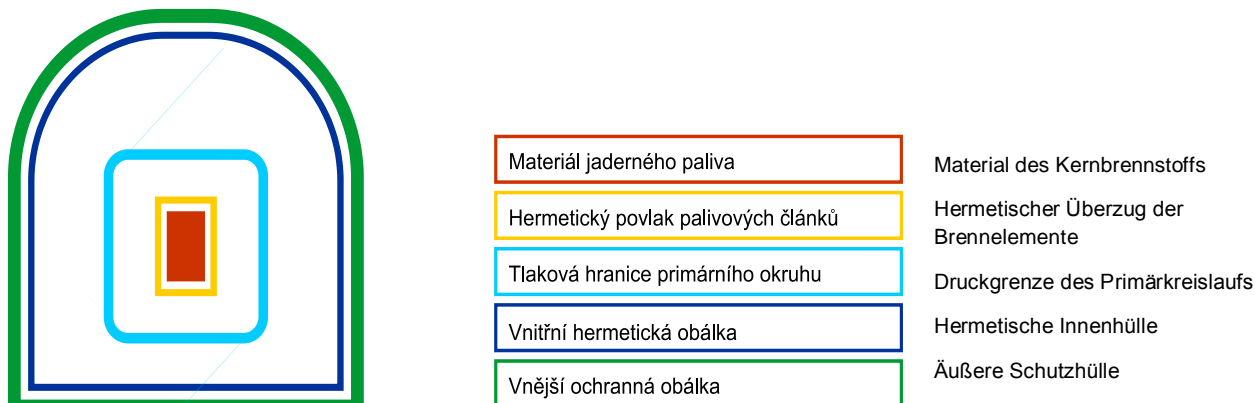 Materiál jaderného paliva
Material des Kernbrennstoffs
Hermetický povlak palivových článků
Hermetischer Überzug der
Brennelemente
Tlaková hranice primárního okruhu
Druckgrenze des Primärkreislaufs
Vnitřní hermetická obálka
Hermetische Innenhülle
Vnější ochranná obálka
Äußere Schutzhülle